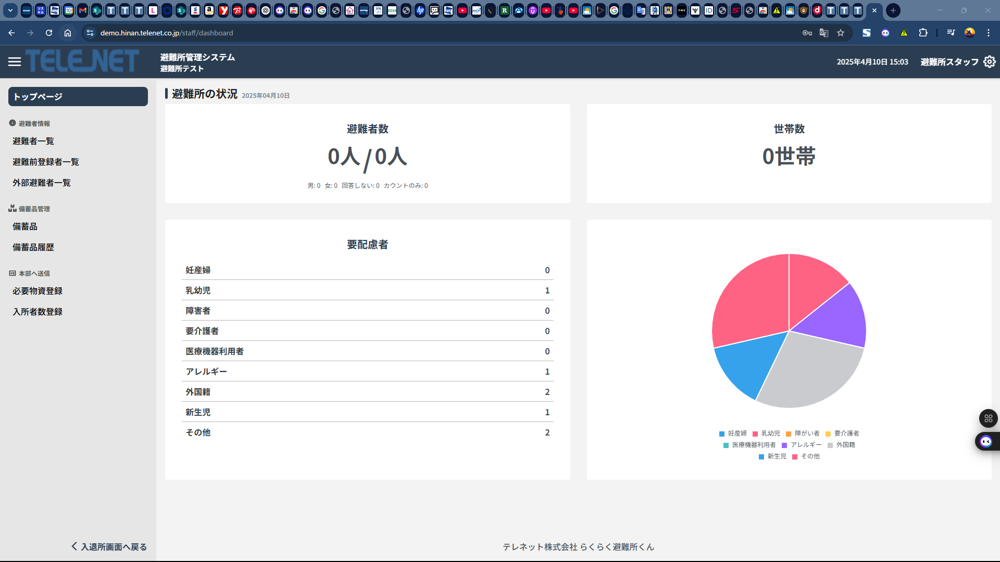 demo.hinan.telenet.co.jp/staff/dashboard
TELE.NET
避難所管理システム
避難所テスト
2025年4月10日 15:03
避難所スタッフ
トップページ
避難者情報
避難者一覧
避難前登録者一覧
外部避難者一覧
備蓄品管理
備蓄品
備蓄品履歴
本部へ送信
必要物資登録
入所者数登録
入退所画面へ戻る
避難所の状況 2025年04月10日
避難者数
0人/0人
男: 0 女: 0 回答しない: 0 カウントのみ: 0
世帯数
0世帯
要配慮者
妊産婦 0
乳幼児 1
障害者 0
要介護者 0
医療機器利用者 0
アレルギー 1
外国籍 2
新生児 1
その他 2
妊産婦 乳幼児 障がい者 要介護者
医療機器利用者 アレルギー 外国籍
新生児 その他
テレネット株式会社 らくらく避難所くん